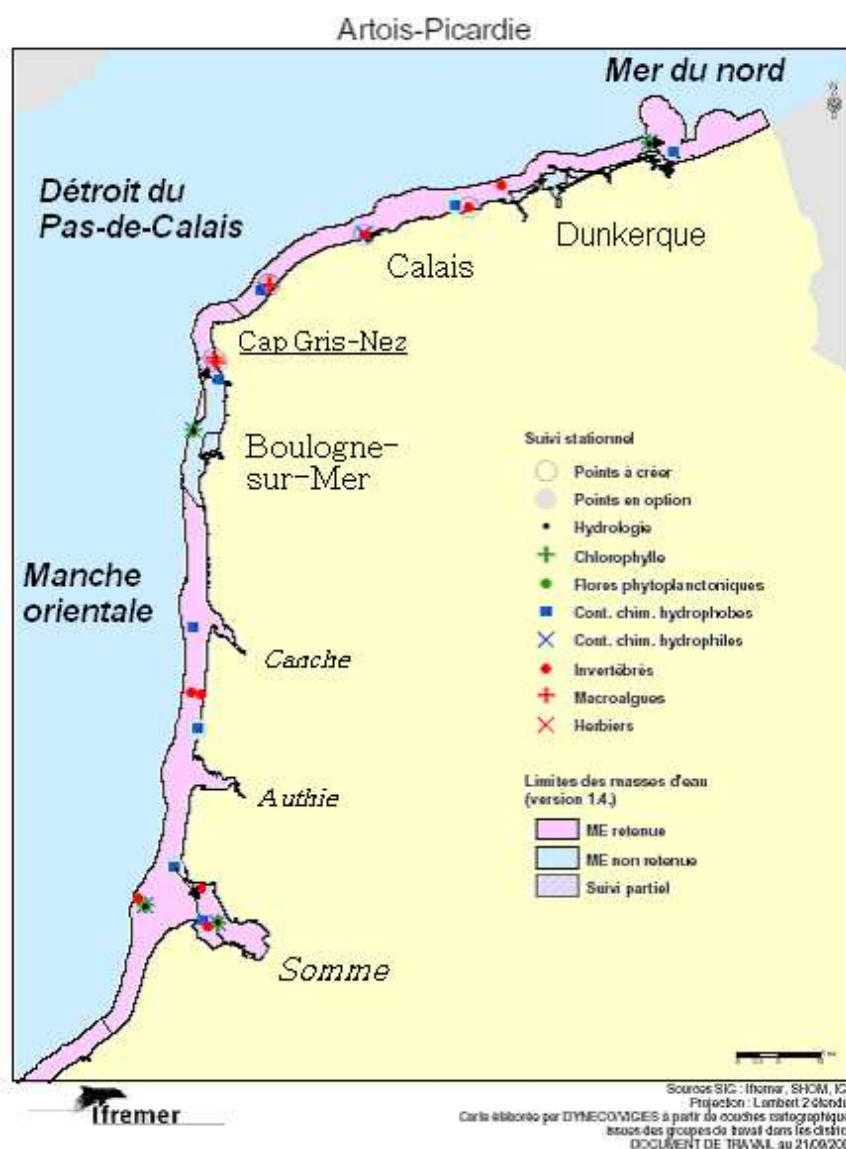 Artois-Picardie
Mer du nord
Détroit du
Pas-de-Calais
Dunkerque
Calais
Cap Gris-Nez
Boulogne-
sur-Mer
Manche
orientale
Canche
Authie
Somme
Suivi stationnel
Points à créer
Points en option
Hydrologie
Chlorophylle
Flores phytoplanctoniques
Cont. chim. hydrophobes
Cont. chim. hydrophiles
Invertébrés
Macroalgues
Herbiers
Limites des masses d'eau
(version 1.4.)
ME retenue
ME non retenue
Suivi partiel
Ifremer
Sources SIG : Ifremer, SHOM,
Projection : Lambert 2
Carte élaborée par DYNECO/VIGIES à partir de couches
issues des groupes de travail dans les
DOCUMENT DE TRAVAIL au